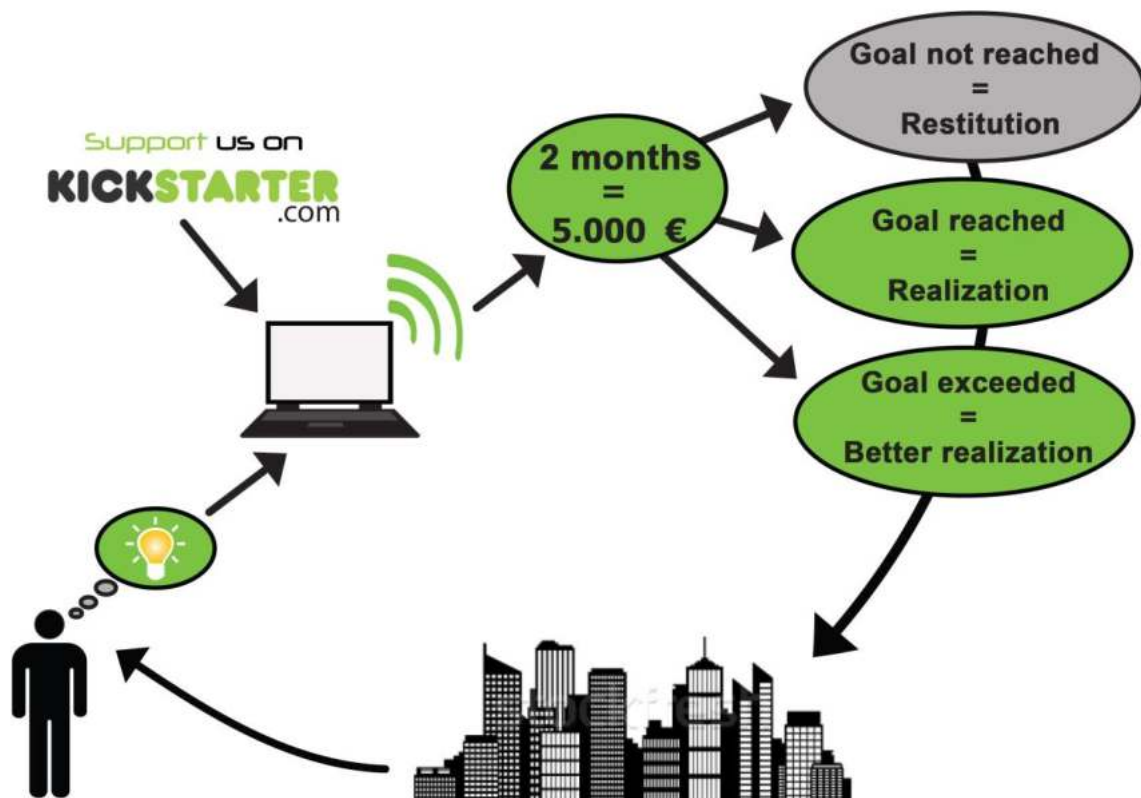 Support us on
KICKSTARTER
.com
2 months
=
5.000 €
Goal not reached
=
Restitution
Goal reached
=
Realization
Goal exceeded
=
Better realization